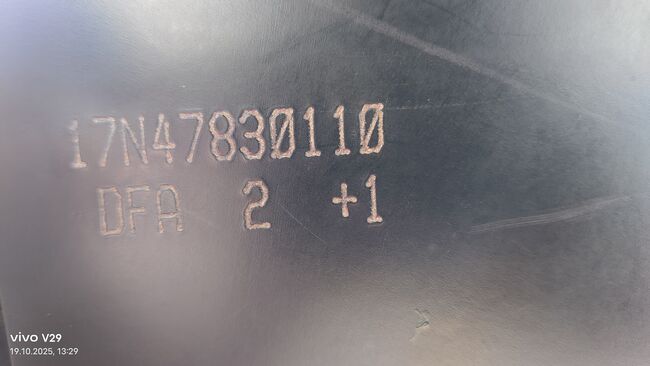 17N47830110
DFA 2 +1
vivo V29
19.10.2025, 13:29